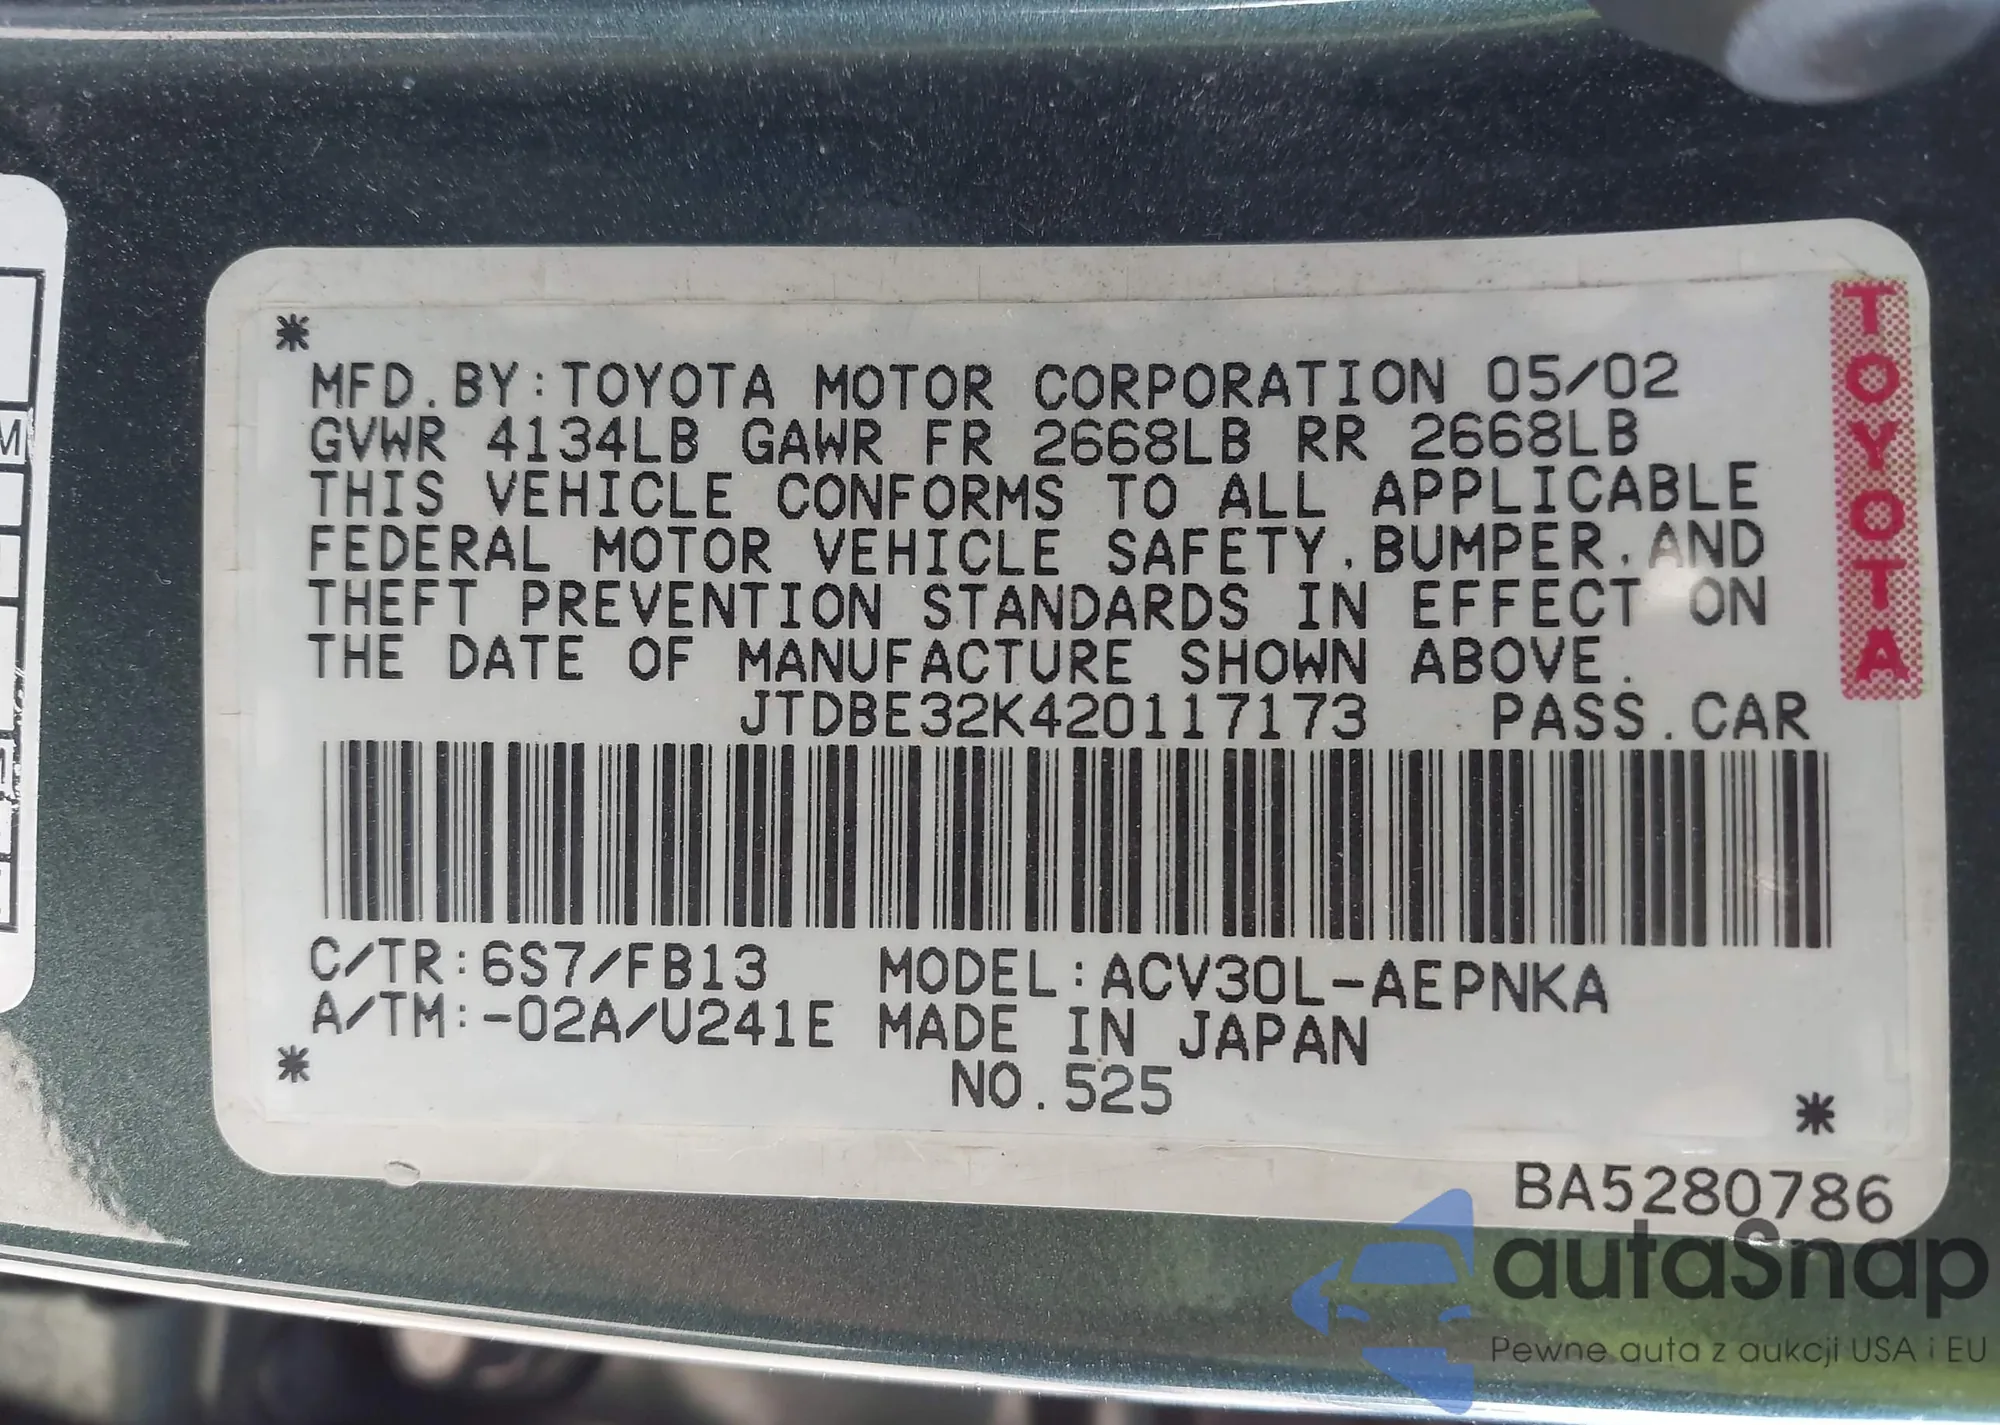 MFD.BY:TOYOTA MOTOR CORPORATION 05/02
GVWR 4134LB GAWR FR 2668LB RR 2668LB
THIS VEHICLE CONFORMS TO ALL APPLICABLE
FEDERAL MOTOR VEHICLE SAFETY.BUMPER.AND
THEFT PREVENTION STANDARDS IN EFFECT ON
THE DATE OF MANUFACTURE SHOWN ABOVE.
JTDBE32K420117173 PASS.CAR
C/TR:6S7/FB13 MODEL:ACV30L-AEPNKA
A/TM:-02A/U241E MADE IN JAPAN
NO.525
BA5280786
TOYOTA
M
autaSnap
Pewne auta z aukcji USA i EU